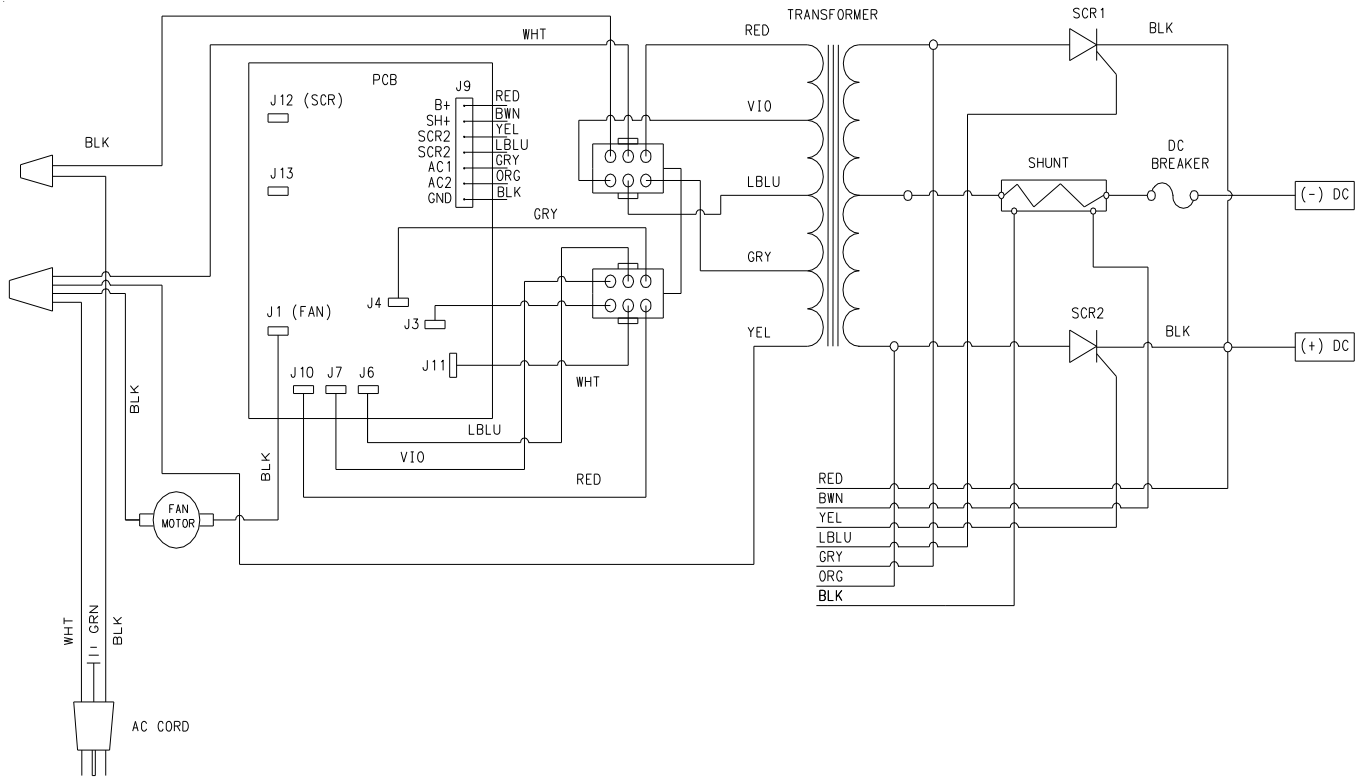 TRANSFORMER
SCR1
RED
BLK
WHT
PCB
J9
J12 (SCR)
B+
RED
SH+
BWN
SCR2
YEL
SCR2
LBLU
AC1
GRY
AC2
ORG
GND
BLK
VIO
BLK
J13
SHUNT
DC
BREAKER
LBLU
(-) DC
GRY
GRY
J4
J1 (FAN)
J3
SCR2
YEL
BLK
(+) DC
J11
J10
J7
J6
WHT
BLK
LBLU
VIO
BLK
RED
FAN
MOTOR
RED
BWN
YEL
LBLU
GRY
ORG
BLK
WHT
GRN
BLK
AC CORD